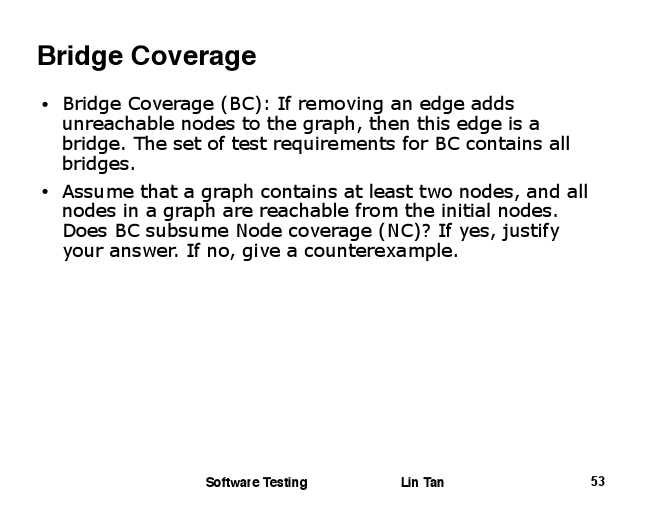 Bridge Coverage
• Bridge Coverage (BC): If removing an edge adds
unreachable nodes to the graph, then this edge is a
bridge. The set of test requirements for BC contains all
bridges.
• Assume that a graph contains at least two nodes, and all
nodes in a graph are reachable from the initial nodes.
Does BC subsume Node coverage (NC)? If yes, justify
your answer. If no, give a counterexample.
Software Testing Lin Tan 53